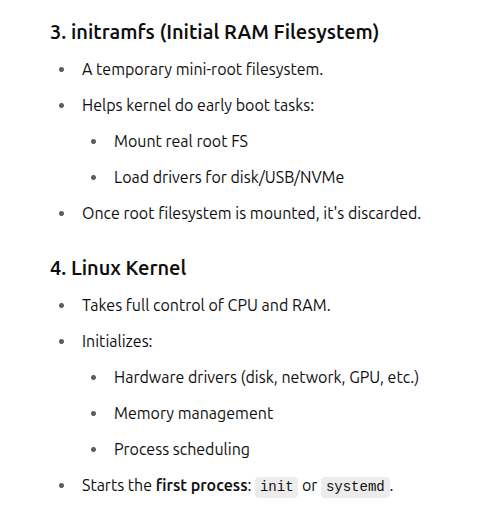 3. initramfs (Initial RAM Filesystem)
• A temporary mini-root filesystem.
• Helps kernel do early boot tasks:
• Mount real root FS
• Load drivers for disk/USB/NVMe
• Once root filesystem is mounted, it's discarded.
4. Linux Kernel
• Takes full control of CPU and RAM.
• Initializes:
• Hardware drivers (disk, network, GPU, etc.)
• Memory management
• Process scheduling
• Starts the first process: init or systemd.